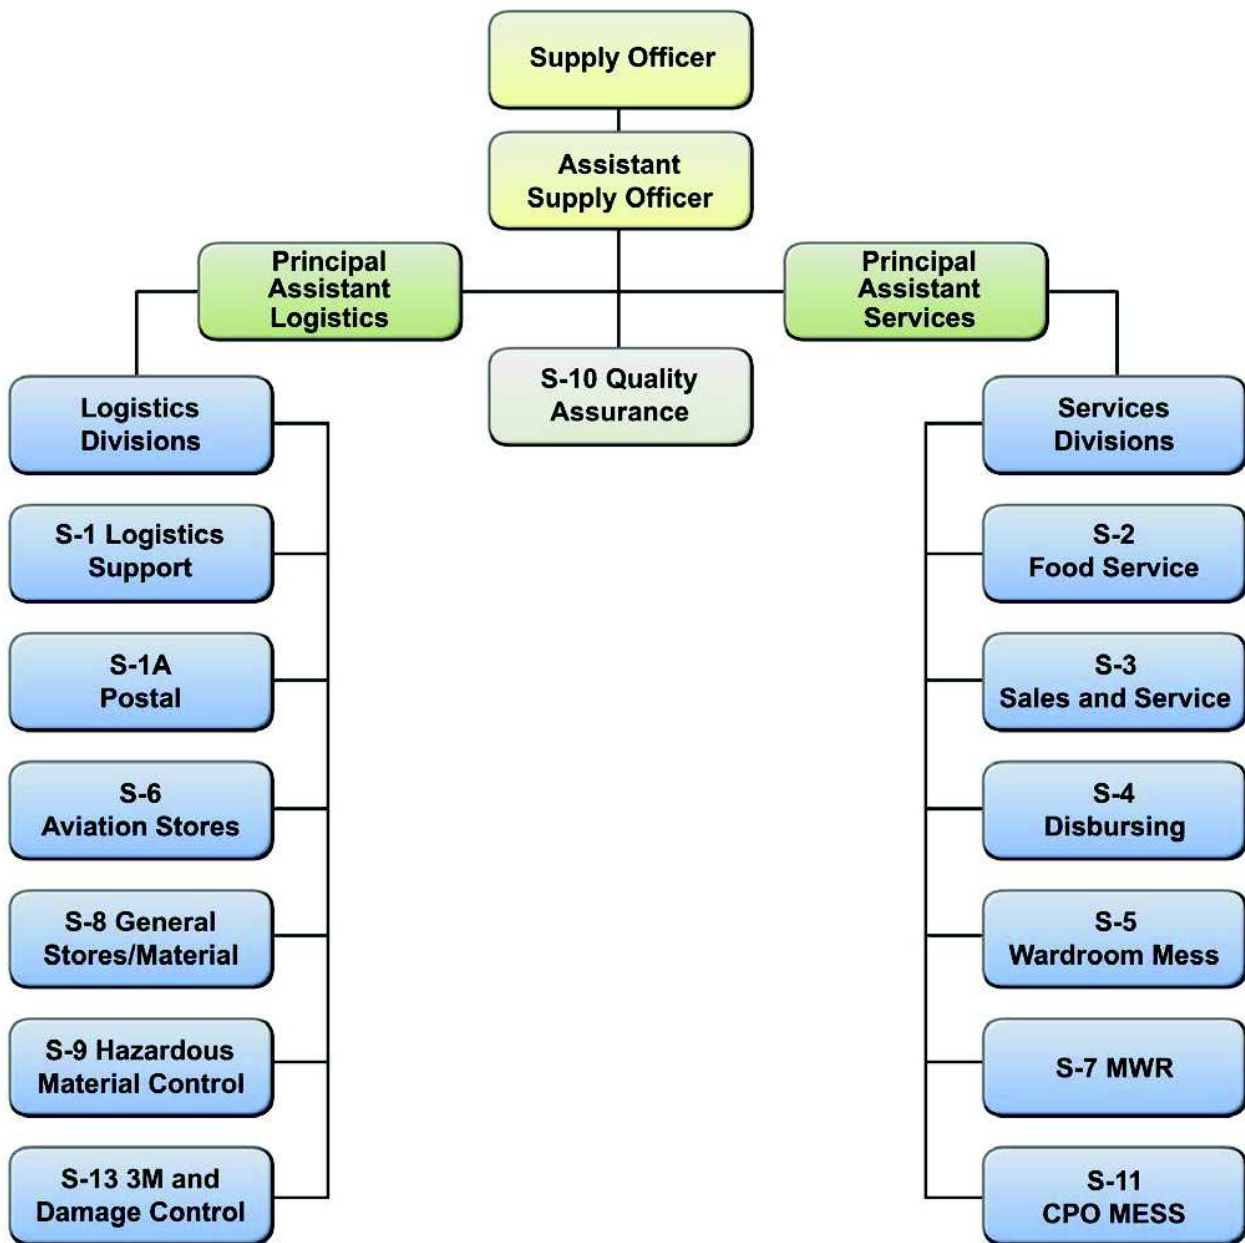 Supply Officer
Assistant
Supply Officer
Principal
Assistant
Logistics
Principal
Assistant
Services
S-10 Quality
Assurance
Logistics
Divisions
S-1 Logistics
Support
S-1A
Postal
S-6
Aviation Stores
S-8 General
Stores/Material
S-9 Hazardous
Material Control
S-13 3M and
Damage Control
Services
Divisions
S-2
Food Service
S-3
Sales and Service
S-4
Disbursing
S-5
Wardroom Mess
S-7 MWR
S-11
CPO MESS